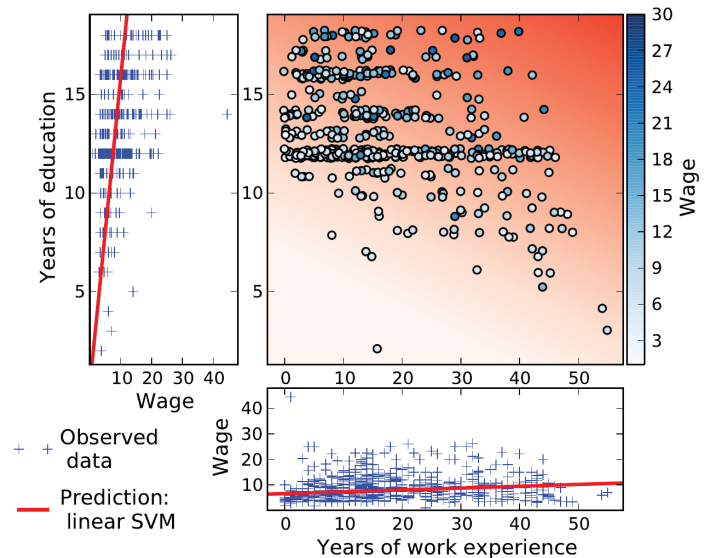 Years of education
15
10
5
10 20 30 40
Wage
0 10 20 30 40 50
30
27
24
21
18
15
12
9
6
3
Wage
Wage
40
30
20
10
0 10 20 30 40 50
Years of work experience
Observed
data
Prediction:
linear SVM